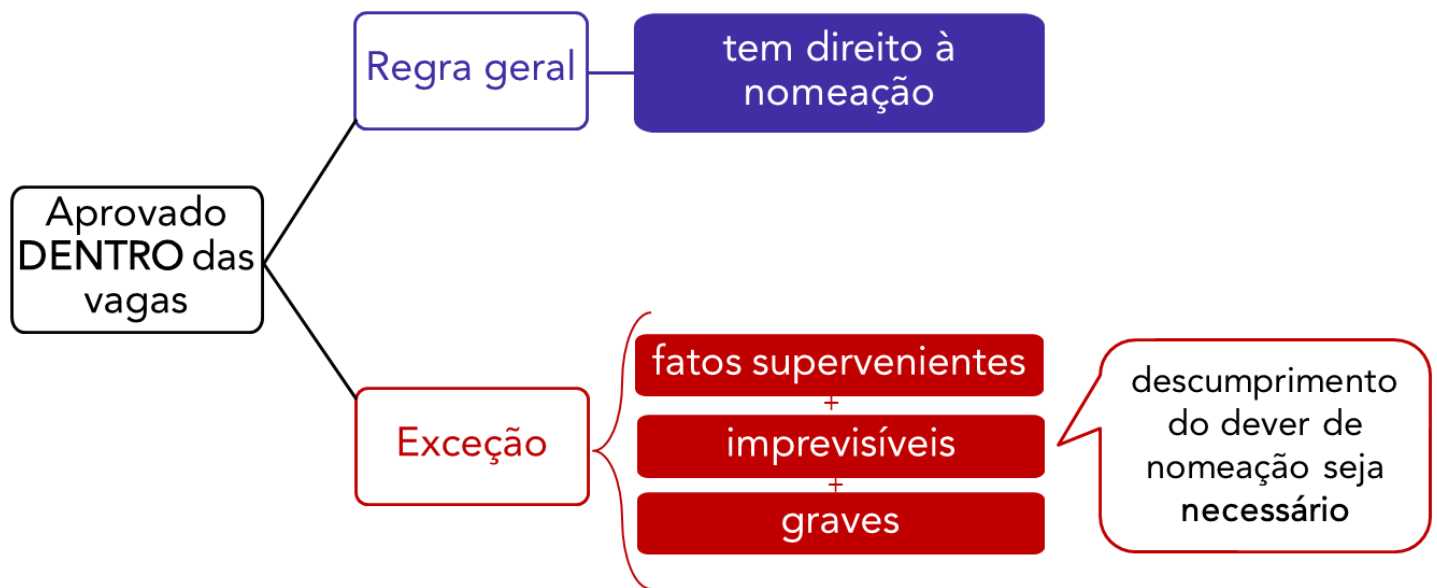 Regra geral
tem direito à
nomeação
Aprovado
DENTRO das
vagas
Exceção
fatos supervenientes
+
imprevisíveis
+
graves
descumprimento
do dever de
nomeação seja
necessário